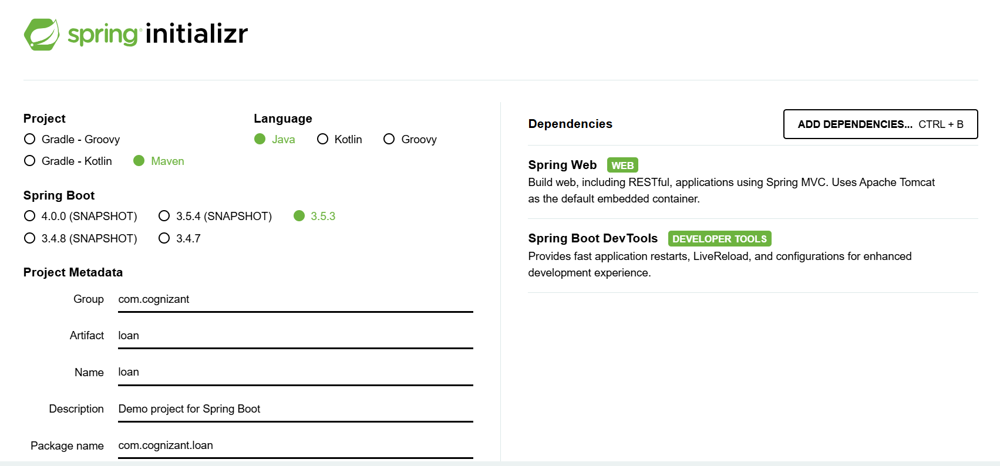 spring initializr
Project
Gradle - Groovy
Gradle - Kotlin Maven
Language
Java Kotlin Groovy
Spring Boot
4.0.0 (SNAPSHOT) 3.5.4 (SNAPSHOT) 3.5.3
3.4.8 (SNAPSHOT) 3.4.7
Project Metadata
Group com.cognizant
Artifact loan
Name loan
Description Demo project for Spring Boot
Package name com.cognizant.loan
Dependencies
ADD DEPENDENCIES... CTRL + B
Spring Web WEB
Build web, including RESTful, applications using Spring MVC. Uses Apache Tomcat
as the default embedded container.
Spring Boot DevTools DEVELOPER TOOLS
Provides fast application restarts, LiveReload, and configurations for enhanced
development experience.